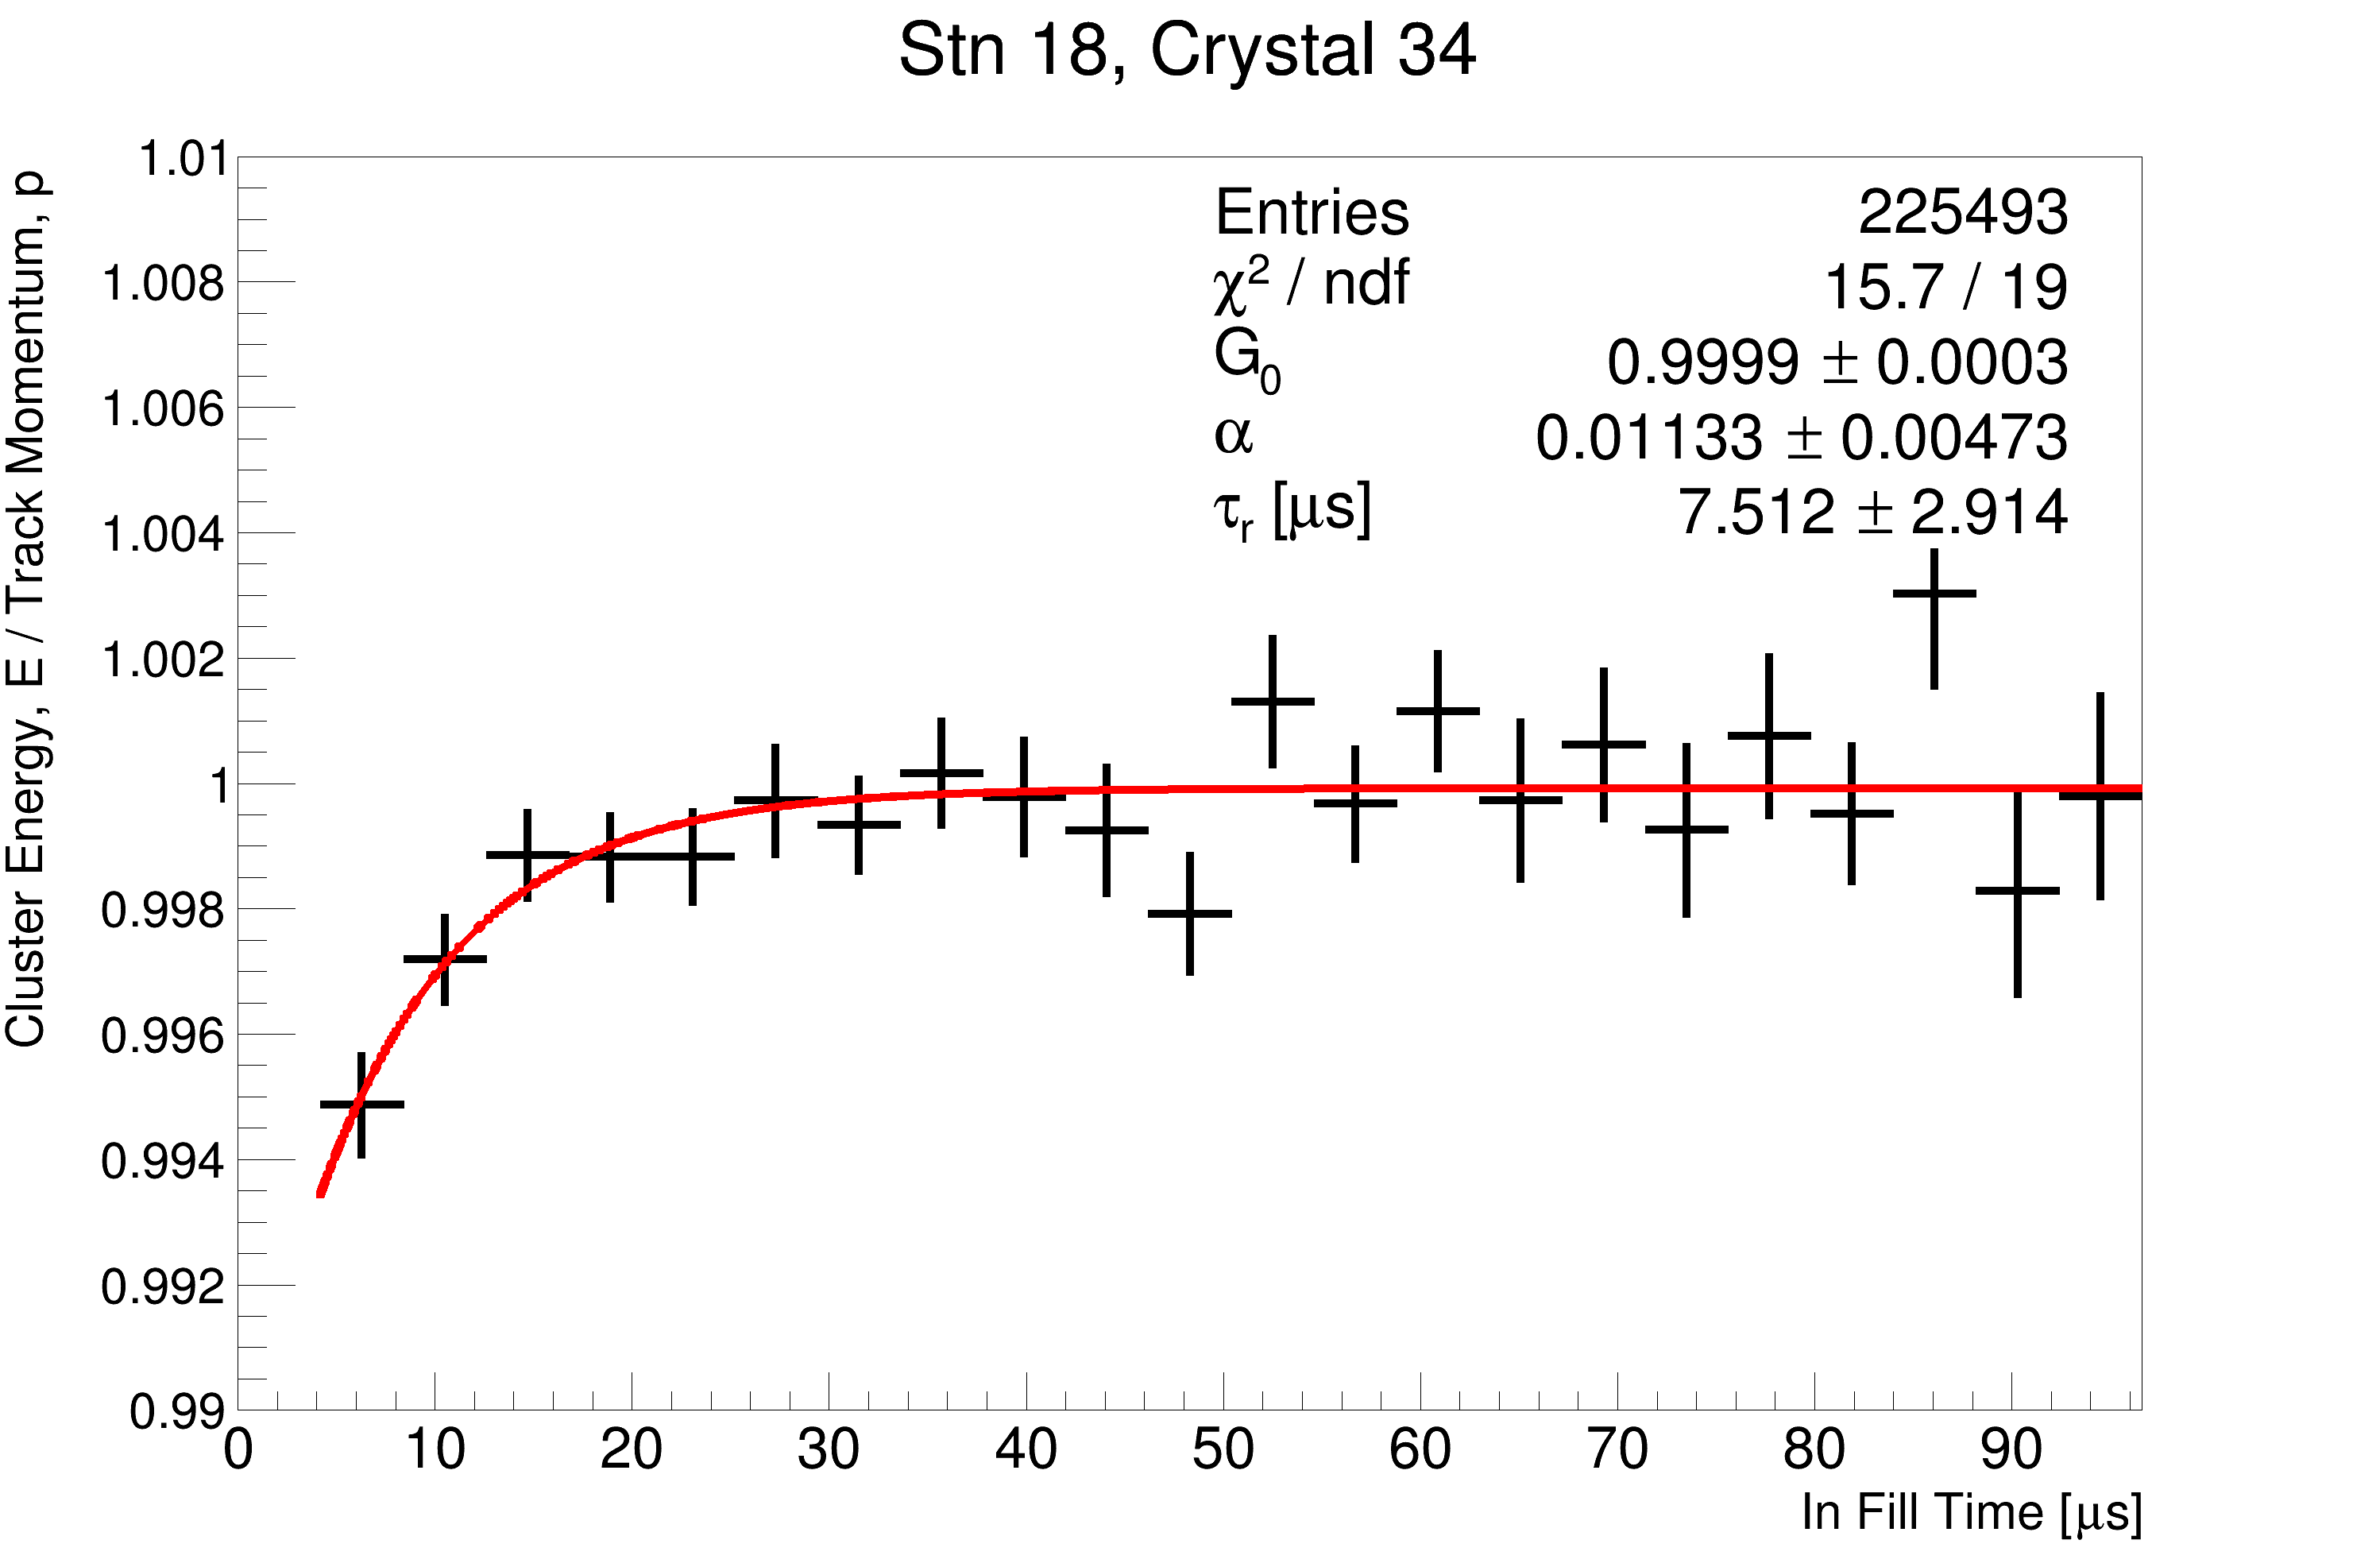 Stn 18, Crystal 34
Cluster Energy, E / Track Momentum, p
1.01
1.008
1.006
1.004
1.002
1
0.998
0.996
0.994
0.992
0.99
Entries 225493
χ² / ndf 15.7 / 19
G₀ 0.9999 ± 0.0003
α 0.01133 ± 0.00473
τᵣ [μs] 7.512 ± 2.914
0 10 20 30 40 50 60 70 80 90
In Fill Time [μs]